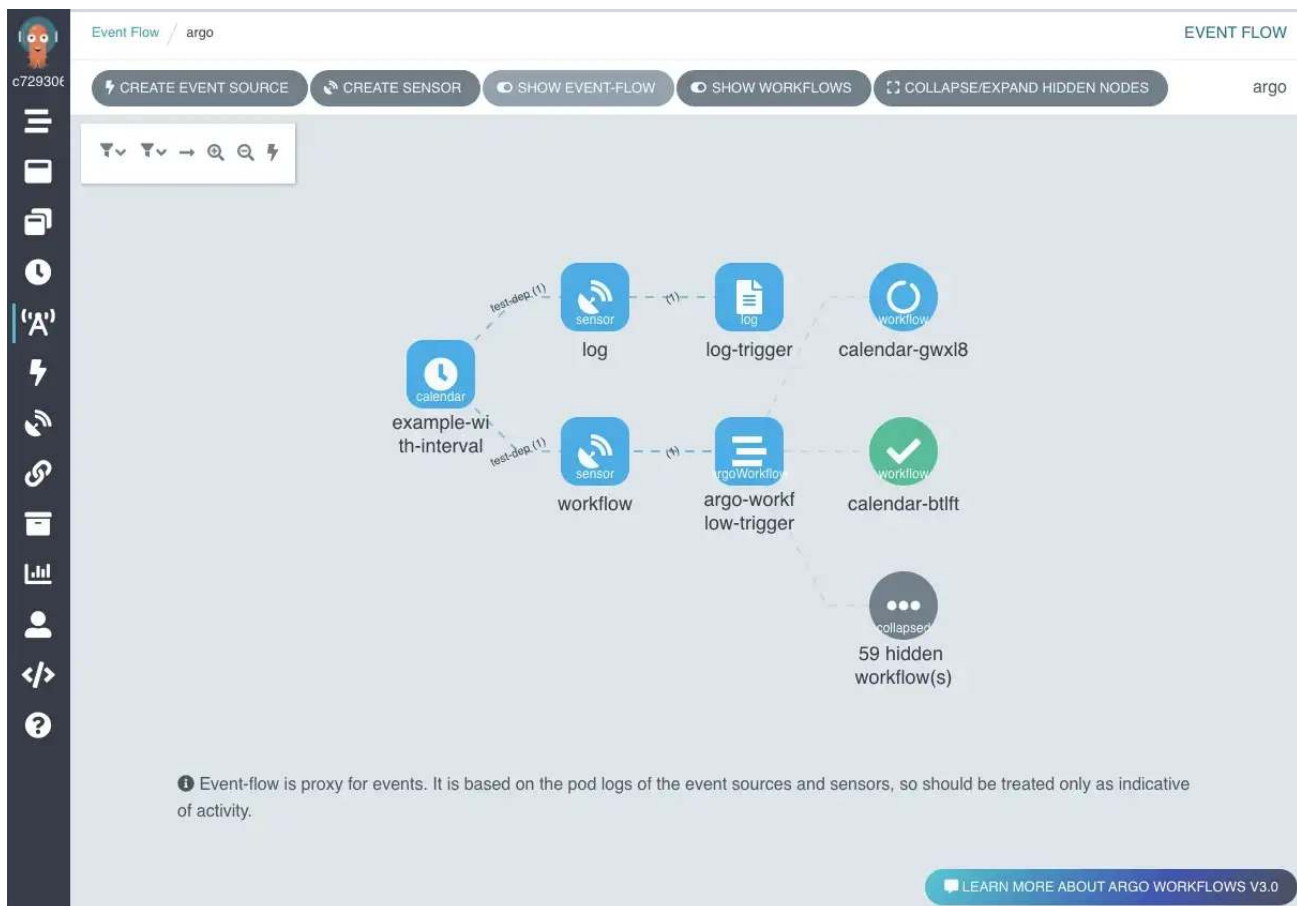 Event Flow / argo
EVENT FLOW
c729306
CREATE EVENT SOURCE
CREATE SENSOR
SHOW EVENT-FLOW
SHOW WORKFLOWS
COLLAPSE/EXPAND HIDDEN NODES
argo
test-dep (1)
sensor
log
(1)
log
log-trigger
workflow
calendar-gwxl8
calendar
example-wi
th-interval
test-dep (1)
sensor
workflow
(1)
rgoWorkflow
argo-workf
low-trigger
workflow
calendar-btlft
collapsed
59 hidden
workflow(s)
Event-flow is proxy for events. It is based on the pod logs of the event sources and sensors, so should be treated only as indicative
of activity.
LEARN MORE ABOUT ARGO WORKFLOWS V3.0